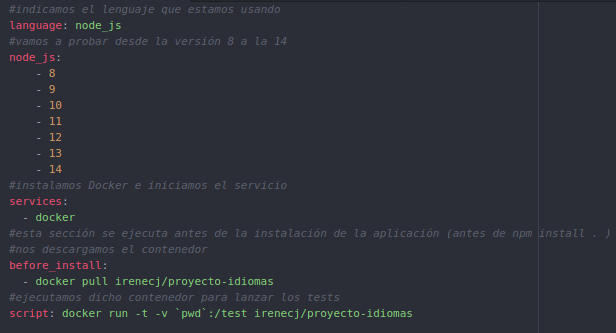 #indicamos el lenguaje que estamos usando
language: node_js
#vamos a probar desde la versión 8 a la 14
node_js:
    - 8
    - 9
    - 10
    - 11
    - 12
    - 13
    - 14
#instalamos Docker e iniciamos el servicio
services:
  - docker
#esta sección se ejecuta antes de la instalación de la aplicación (antes de npm install . )
#nos descargamos el contenedor
before_install:
  - docker pull irenecj/proyecto-idiomas
#ejecutamos dicho contenedor para lanzar los tests
script: docker run -t -v `pwd`:/test irenecj/proyecto-idiomas